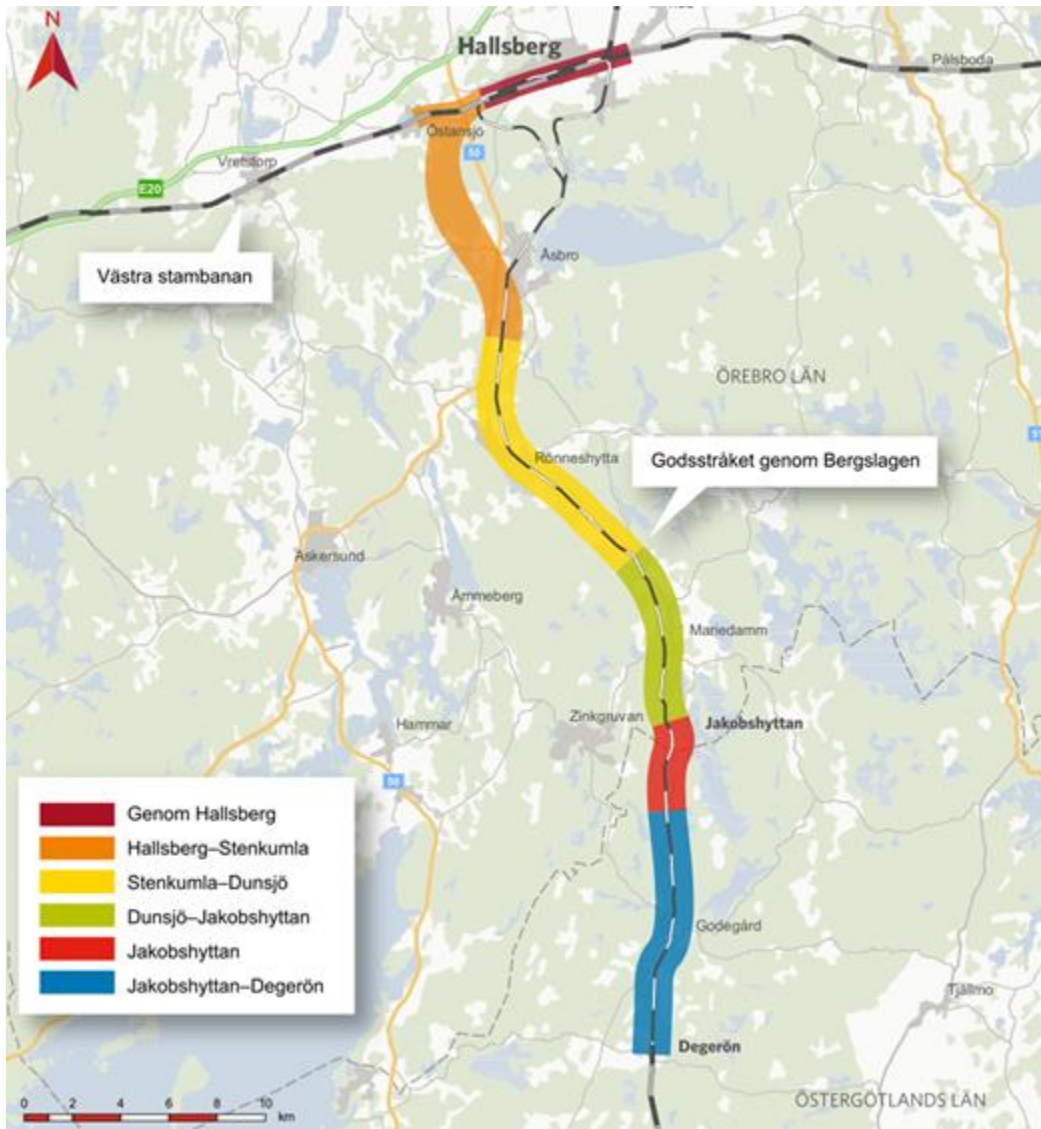 N
Hallsberg
Pålsboda
Östansjö
50
Vretstorp
E20
Åsbro
Västra stambanan
ÖREBRO LÄN
Rönneshytta
Godsstråket genom Bergslagen
Askersund
Åmmeberg
Mariedamm
Zinkgruvan
Jakobshyttan
Hammar
50
Genom Hallsberg
Hallsberg–Stenkumla
Stenkumla–Dunsjö
Dunsjö–Jakobshyttan
Jakobshyttan
Jakobshyttan–Degerön
Godegård
Tjällmo
Degerön
ÖSTERGÖTLANDS LÄN
0 2 4 6 8 10
km